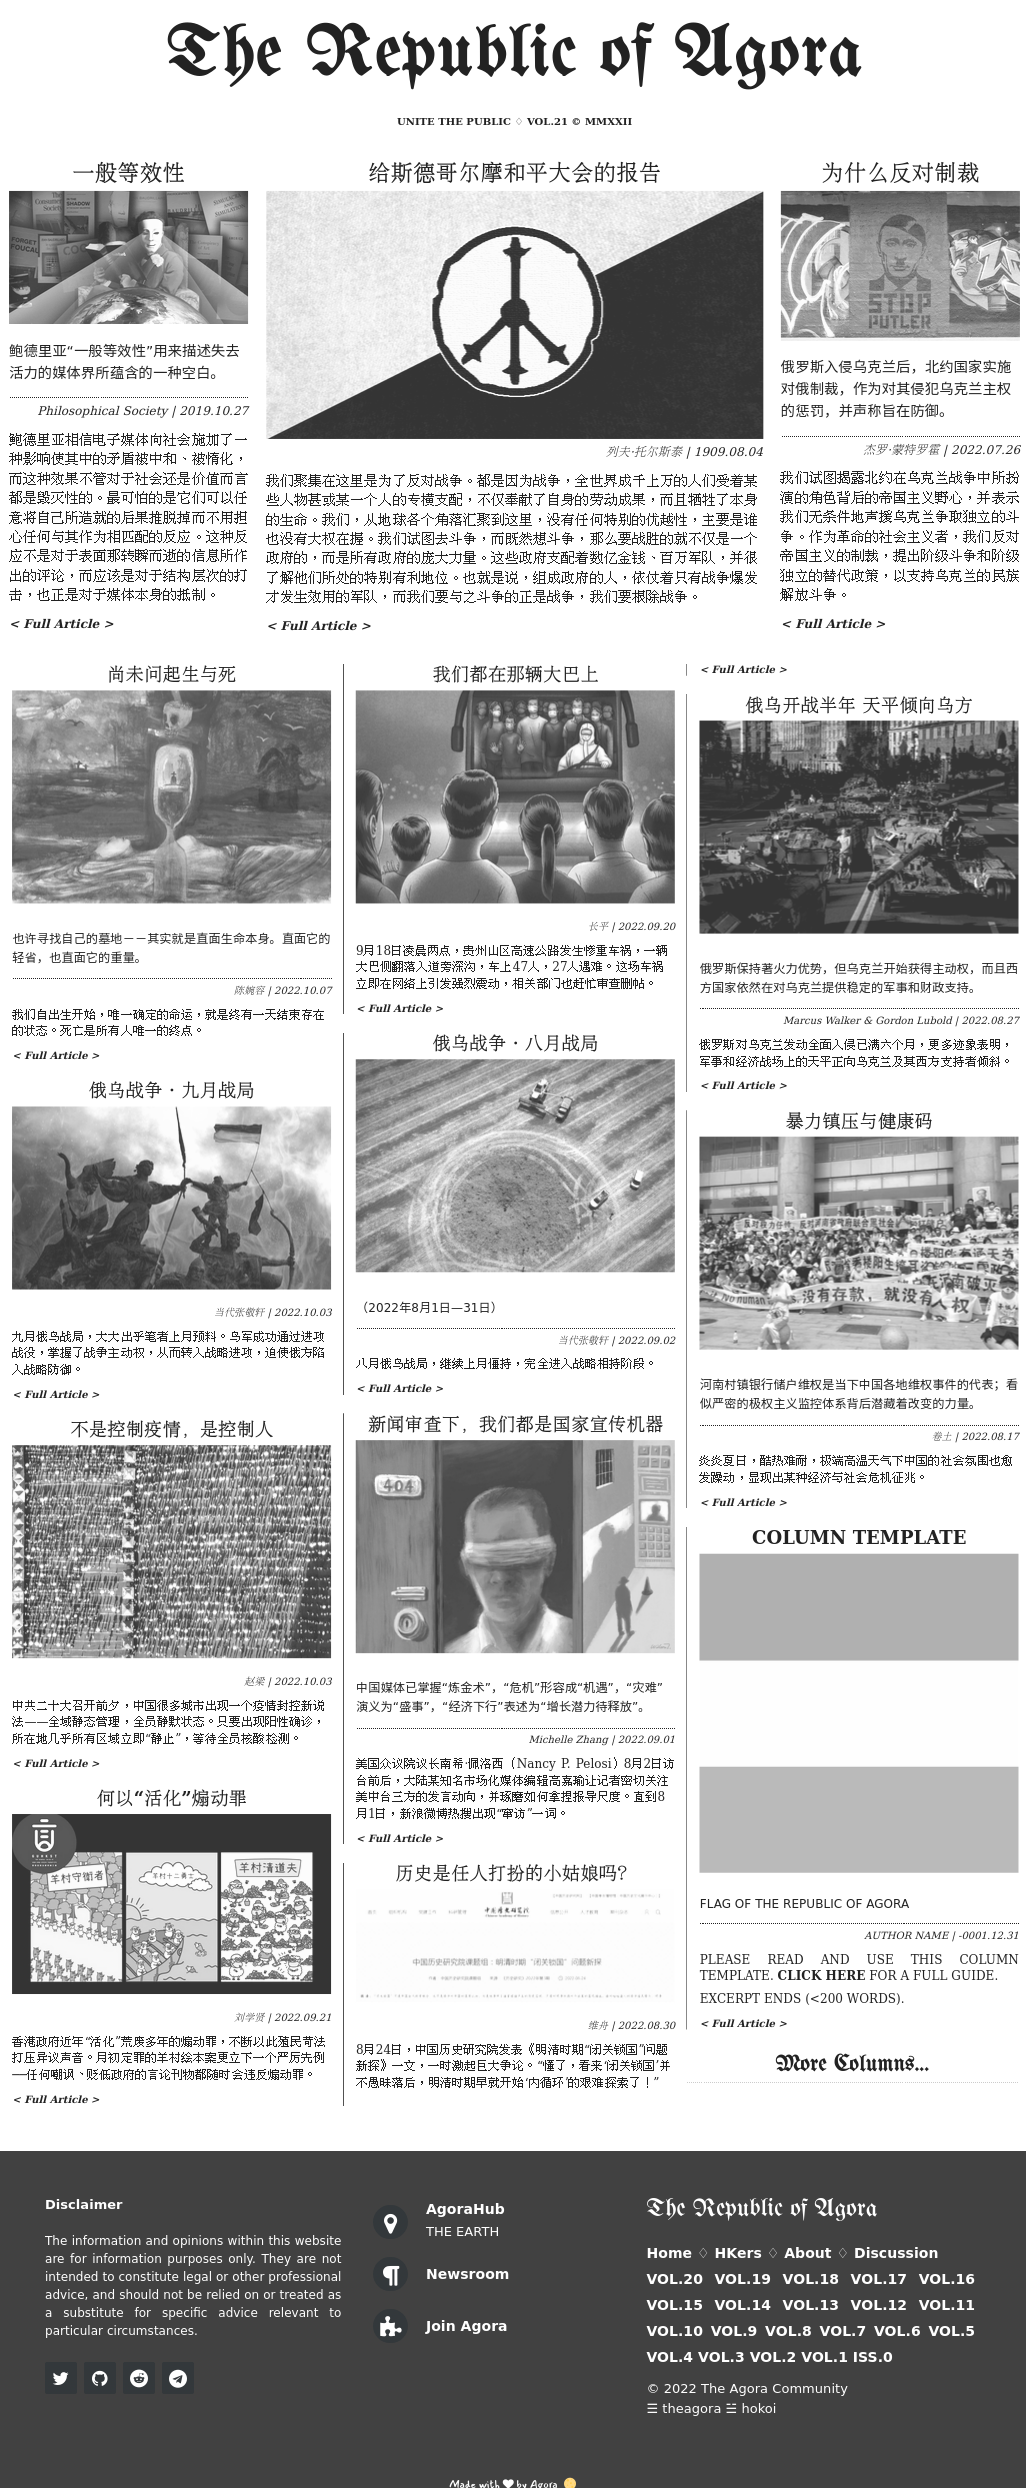 The Republic of Agora
UNITE THE PUBLIC ♢ VOL.21 © MMXXII
一般等效性
鲍德里亚“一般等效性”用来描述失去
活力的媒体界所蕴含的一种空白。
Philosophical Society | 2019.10.27
鲍德里亚相信电子媒体向社会施加了一
种影响使其中的矛盾被中和、被惰化，
而这种效果不管对于社会还是价值而言
都是毁灭性的。最可怕的是它们可以任
意将自己所造就的后果推脱掉而不用担
心任何与其作为相匹配的反应。这种反
应不是对于表面那转瞬而逝的信息所作
出的评论，而应该是对于结构层次的打
击，也正是对于媒体本身的抵制。
< Full Article >
给斯德哥尔摩和平大会的报告
列夫·托尔斯泰 | 1909.08.04
我们聚集在这里是为了反对战争。都是因为战争，全世界成千上万的人们受着某
些人物甚或某一个人的专横支配，不仅奉献了自身的劳动成果，而且牺牲了本身
的生命。我们，从地球各个角落汇聚到这里，没有任何特别的优越性，主要是谁
也没有大权在握。我们试图去斗争，而既然想斗争，那么要战胜的就不仅是一个
政府的，而是所有政府的庞大力量。这些政府支配着数亿金钱、百万军队，并很
了解他们所处的特别有利地位。也就是说，组成政府的人，依仗着只有战争爆发
才发生效用的军队，而我们要与之斗争的正是战争，我们要根除战争。
< Full Article >
为什么反对制裁
STOP
PUTLER
俄罗斯入侵乌克兰后，北约国家实施
对俄制裁，作为对其侵犯乌克兰主权
的惩罚，并声称旨在防御。
杰罗·蒙特罗霍 | 2022.07.26
我们试图揭露北约在乌克兰战争中所扮
演的角色背后的帝国主义野心，并表示
我们无条件地声援乌克兰争取独立的斗
争。作为革命的社会主义者，我们反对
帝国主义的制裁，提出阶级斗争和阶级
独立的替代政策，以支持乌克兰的民族
解放斗争。
< Full Article >
尚未问起生与死
也许寻找自己的墓地－－其实就是直面生命本身。直面它的
轻省，也直面它的重量。
陈婉容 | 2022.10.07
我们自出生开始，唯一确定的命运，就是终有一天结束存在
的状态。死亡是所有人唯一的终点。
< Full Article >
俄乌战争・九月战局
当代张敬轩 | 2022.10.03
九月俄乌战局，大大出乎笔者上月预料。乌军成功通过进攻
战役，掌握了战争主动权，从而转入战略进攻，迫使俄方陷
入战略防御。
< Full Article >
不是控制疫情，是控制人
赵梁 | 2022.10.03
中共二十大召开前夕，中国很多城市出现一个疫情封控新说
法——全域静态管理，全员静默状态。只要出现阳性确诊，
所在地几乎所有区域立即“静止”，等待全员核酸检测。
< Full Article >
何以“活化”煽动罪
羊村守衛者
羊村十二勇士
羊村清道夫
刘学贤 | 2022.09.21
香港政府近年“活化”荒废多年的煽动罪，不断以此殖民苛法
打压异议声音。月初定罪的羊村绘本案更立下一个严厉先例
—任何嘲讽、贬低政府的言论刊物都随时会违反煽动罪。
< Full Article >
我们都在那辆大巴上
长平 | 2022.09.20
9月18日凌晨两点，贵州山区高速公路发生惨重车祸，一辆
大巴侧翻落入道旁深沟，车上47人，27人遇难。这场车祸
立即在网络上引发强烈震动，相关部门也赶忙审查删帖。
< Full Article >
俄乌战争・八月战局
（2022年8月1日—31日）
当代张敬轩 | 2022.09.02
八月俄乌战局，继续上月僵持，完全进入战略相持阶段。
< Full Article >
新闻审查下，我们都是国家宣传机器
404
中国媒体已掌握“炼金术”，“危机”形容成“机遇”，“灾难”
演义为“盛事”，“经济下行”表述为“增长潜力待释放”。
Michelle Zhang | 2022.09.01
美国众议院议长南希·佩洛西（Nancy P. Pelosi）8月2日访
台前后，大陆某知名市场化媒体编辑高嘉瑜让记者密切关注
美中台三方的发言动向，并琢磨如何拿捏报导尺度。直到8
月1日，新浪微博热搜出现“审访”一词。
< Full Article >
历史是任人打扮的小姑娘吗？
中国历史研究院
中国历史研究院课题组：明清时期“闭关锁国”问题新探
维舟 | 2022.08.30
8月24日，中国历史研究院发表《明清时期“闭关锁国”问题
新探》一文，一时激起巨大争论。“懂了，看来‘闭关锁国’并
不愚昧落后，明清时期早就开始‘内循环’的艰难探索了！”
< Full Article >
俄乌开战半年 天平倾向乌方
俄罗斯保持著火力优势，但乌克兰开始获得主动权，而且西
方国家依然在对乌克兰提供稳定的军事和财政支持。
Marcus Walker & Gordon Lubold | 2022.08.27
俄罗斯对乌克兰发动全面入侵已满六个月，更多迹象表明，
军事和经济战场上的天平正向乌克兰及其西方支持者倾斜。
< Full Article >
暴力镇压与健康码
No human
没有存款，就没有人权
河南村镇银行储户维权是当下中国各地维权事件的代表；看
似严密的极权主义监控体系背后潜藏着改变的力量。
卷土 | 2022.08.17
炎炎夏日，酷热难耐，极端高温天气下中国的社会氛围也愈
发躁动，显现出某种经济与社会危机征兆。
< Full Article >
COLUMN TEMPLATE
FLAG OF THE REPUBLIC OF AGORA
AUTHOR NAME | -0001.12.31
PLEASE READ AND USE THIS COLUMN
TEMPLATE. CLICK HERE FOR A FULL GUIDE.
EXCERPT ENDS (<200 WORDS).
< Full Article >
More Columns...
Disclaimer
The information and opinions within this website
are for information purposes only. They are not
intended to constitute legal or other professional
advice, and should not be relied on or treated as
a substitute for specific advice relevant to
particular circumstances.
AgoraHub
THE EARTH
Newsroom
Join Agora
The Republic of Agora
Home ♢ HKers ♢ About ♢ Discussion
VOL.20 VOL.19 VOL.18 VOL.17 VOL.16
VOL.15 VOL.14 VOL.13 VOL.12 VOL.11
VOL.10 VOL.9 VOL.8 VOL.7 VOL.6 VOL.5
VOL.4 VOL.3 VOL.2 VOL.1 ISS.0
© 2022 The Agora Community
☰ theagora ☱ hokoi
Made with ♥ by Agora